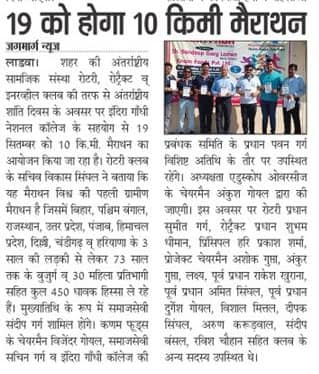 19 को होगा 10 किमी मैराथन
जगमार्ग न्यूज
लाडवा। शहर की अंतर्राष्ट्रीय
सामजिक संस्था रोटरी, रोट्रैक्ट व्
इनरव्हील क्लब की तरफ से अंतर्राष्ट्रीय
शांति दिवस के अवसर पर इंदिरा गाँधी
नेशनल कॉलेज के सहयोग से 19
सितम्बर को 10 कि.मी. मैराथन का
आयोजन किया जा रहा है। रोटरी क्लब
के सचिव विकास सिंघल ने बताया कि
यह मैराथन विश्व की पहली ग्रामीण
मैराथन है जिसमें बिहार, पश्चिम बंगाल,
राजस्थान, उत्तर प्रदेश, पंजाब, हिमाचल
प्रदेश, दिल्ली, चंडीगढ़ व् हरियाणा के 3
साल की लड़की से लेकर 73 साल
तक के बुजुर्ग व् 30 महिला प्रतिभागी
सहित कुल 450 धावक हिस्सा ले रहे
हैं। मुख्यातिथि के रूप में समाजसेवी
संदीप गर्ग शामिल होंगे। कणम फूड्स
के चेयरमैन विजेंदर गोयल, समाजसेवी
सचिन गर्ग व् इंदिरा गाँधी कॉलेज की
Sandeep Garg
प्रबंधक समिति के प्रधान पवन गर्ग
विशिष्ट अतिथि के तौर पर उपस्थित
रहेंगे। अध्यक्षता एडुस्कोप ओवरसीज
के चेयरमैन अंकुश गोयल द्वारा की
जाएगी। इस अवसर पर रोटरी प्रधान
सुमीत गर्ग, रोट्रैक्ट प्रधान शुभम
धीमान, प्रिंसिपल हरि प्रकाश शर्मा,
प्रोजेक्ट चेयरमैन अशोक गुप्ता, अंकुर
गुप्ता, लक्ष्य, पूर्व प्रधान राकेश खुराना,
पूर्व प्रधान अमित सिंघल, पूर्व प्रधान
दुर्गेश गोयल, विशाल मित्तल, दीपक
सिंघल, अरुण करूड़वाल, संदीप
बंसल, रविश चौहान सहित क्लब के
अन्य सदस्य उपस्थित थे।